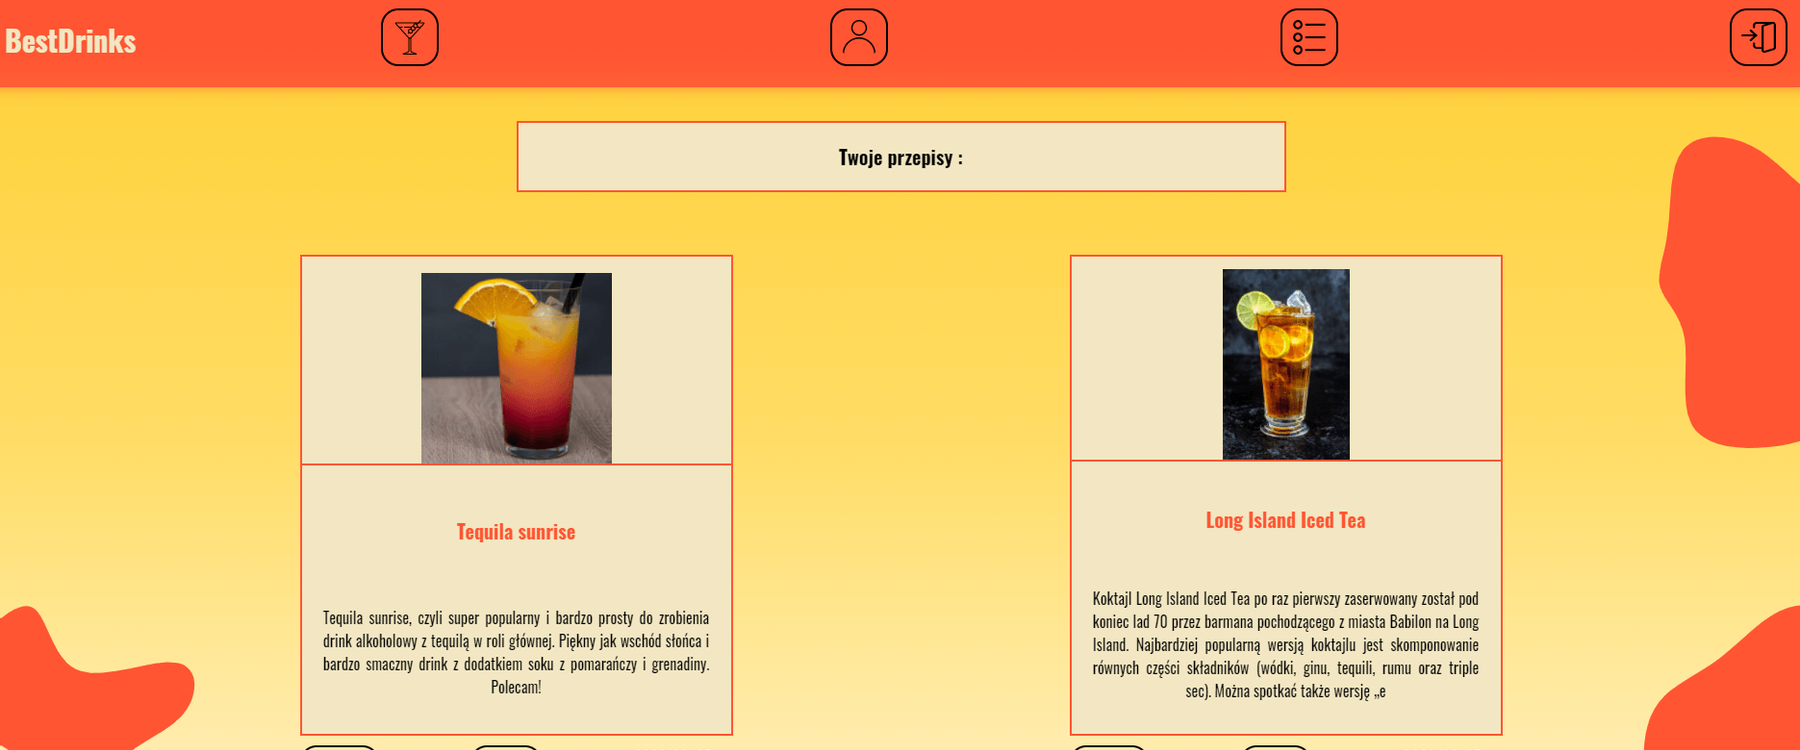 BestDrinks
Twoje przepisy :
Tequila sunrise
Tequila sunrise, czyli super popularny i bardzo prosty do zrobienia
drink alkoholowy z tequilą w roli głównej. Piękny jak wschód słońca i
bardzo smaczny drink z dodatkiem soku z pomarańczy i grenadiny.
Polecam!
Long Island Iced Tea
Koktajl Long Island Iced Tea po raz pierwszy zaserwowany został pod
koniec lad 70 przez barmana pochodzącego z miasta Babilon na Long
Island. Najbardziej popularną wersją koktajlu jest skomponowanie
równych części składników (wódki, ginu, tequili, rumu oraz triple
sec). Można spotkać także wersję „e